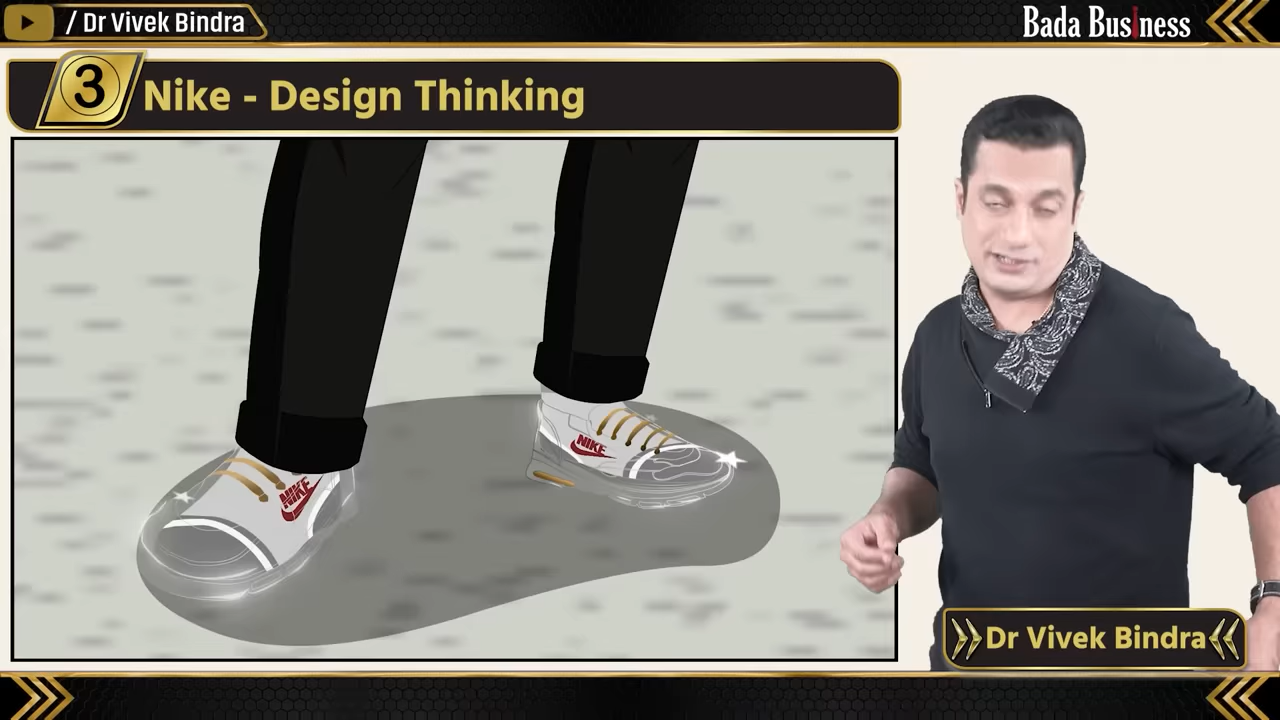 / Dr Vivek Bindra
Bada Business
3
Nike - Design Thinking
NIKE
NIKE
Dr Vivek Bindra